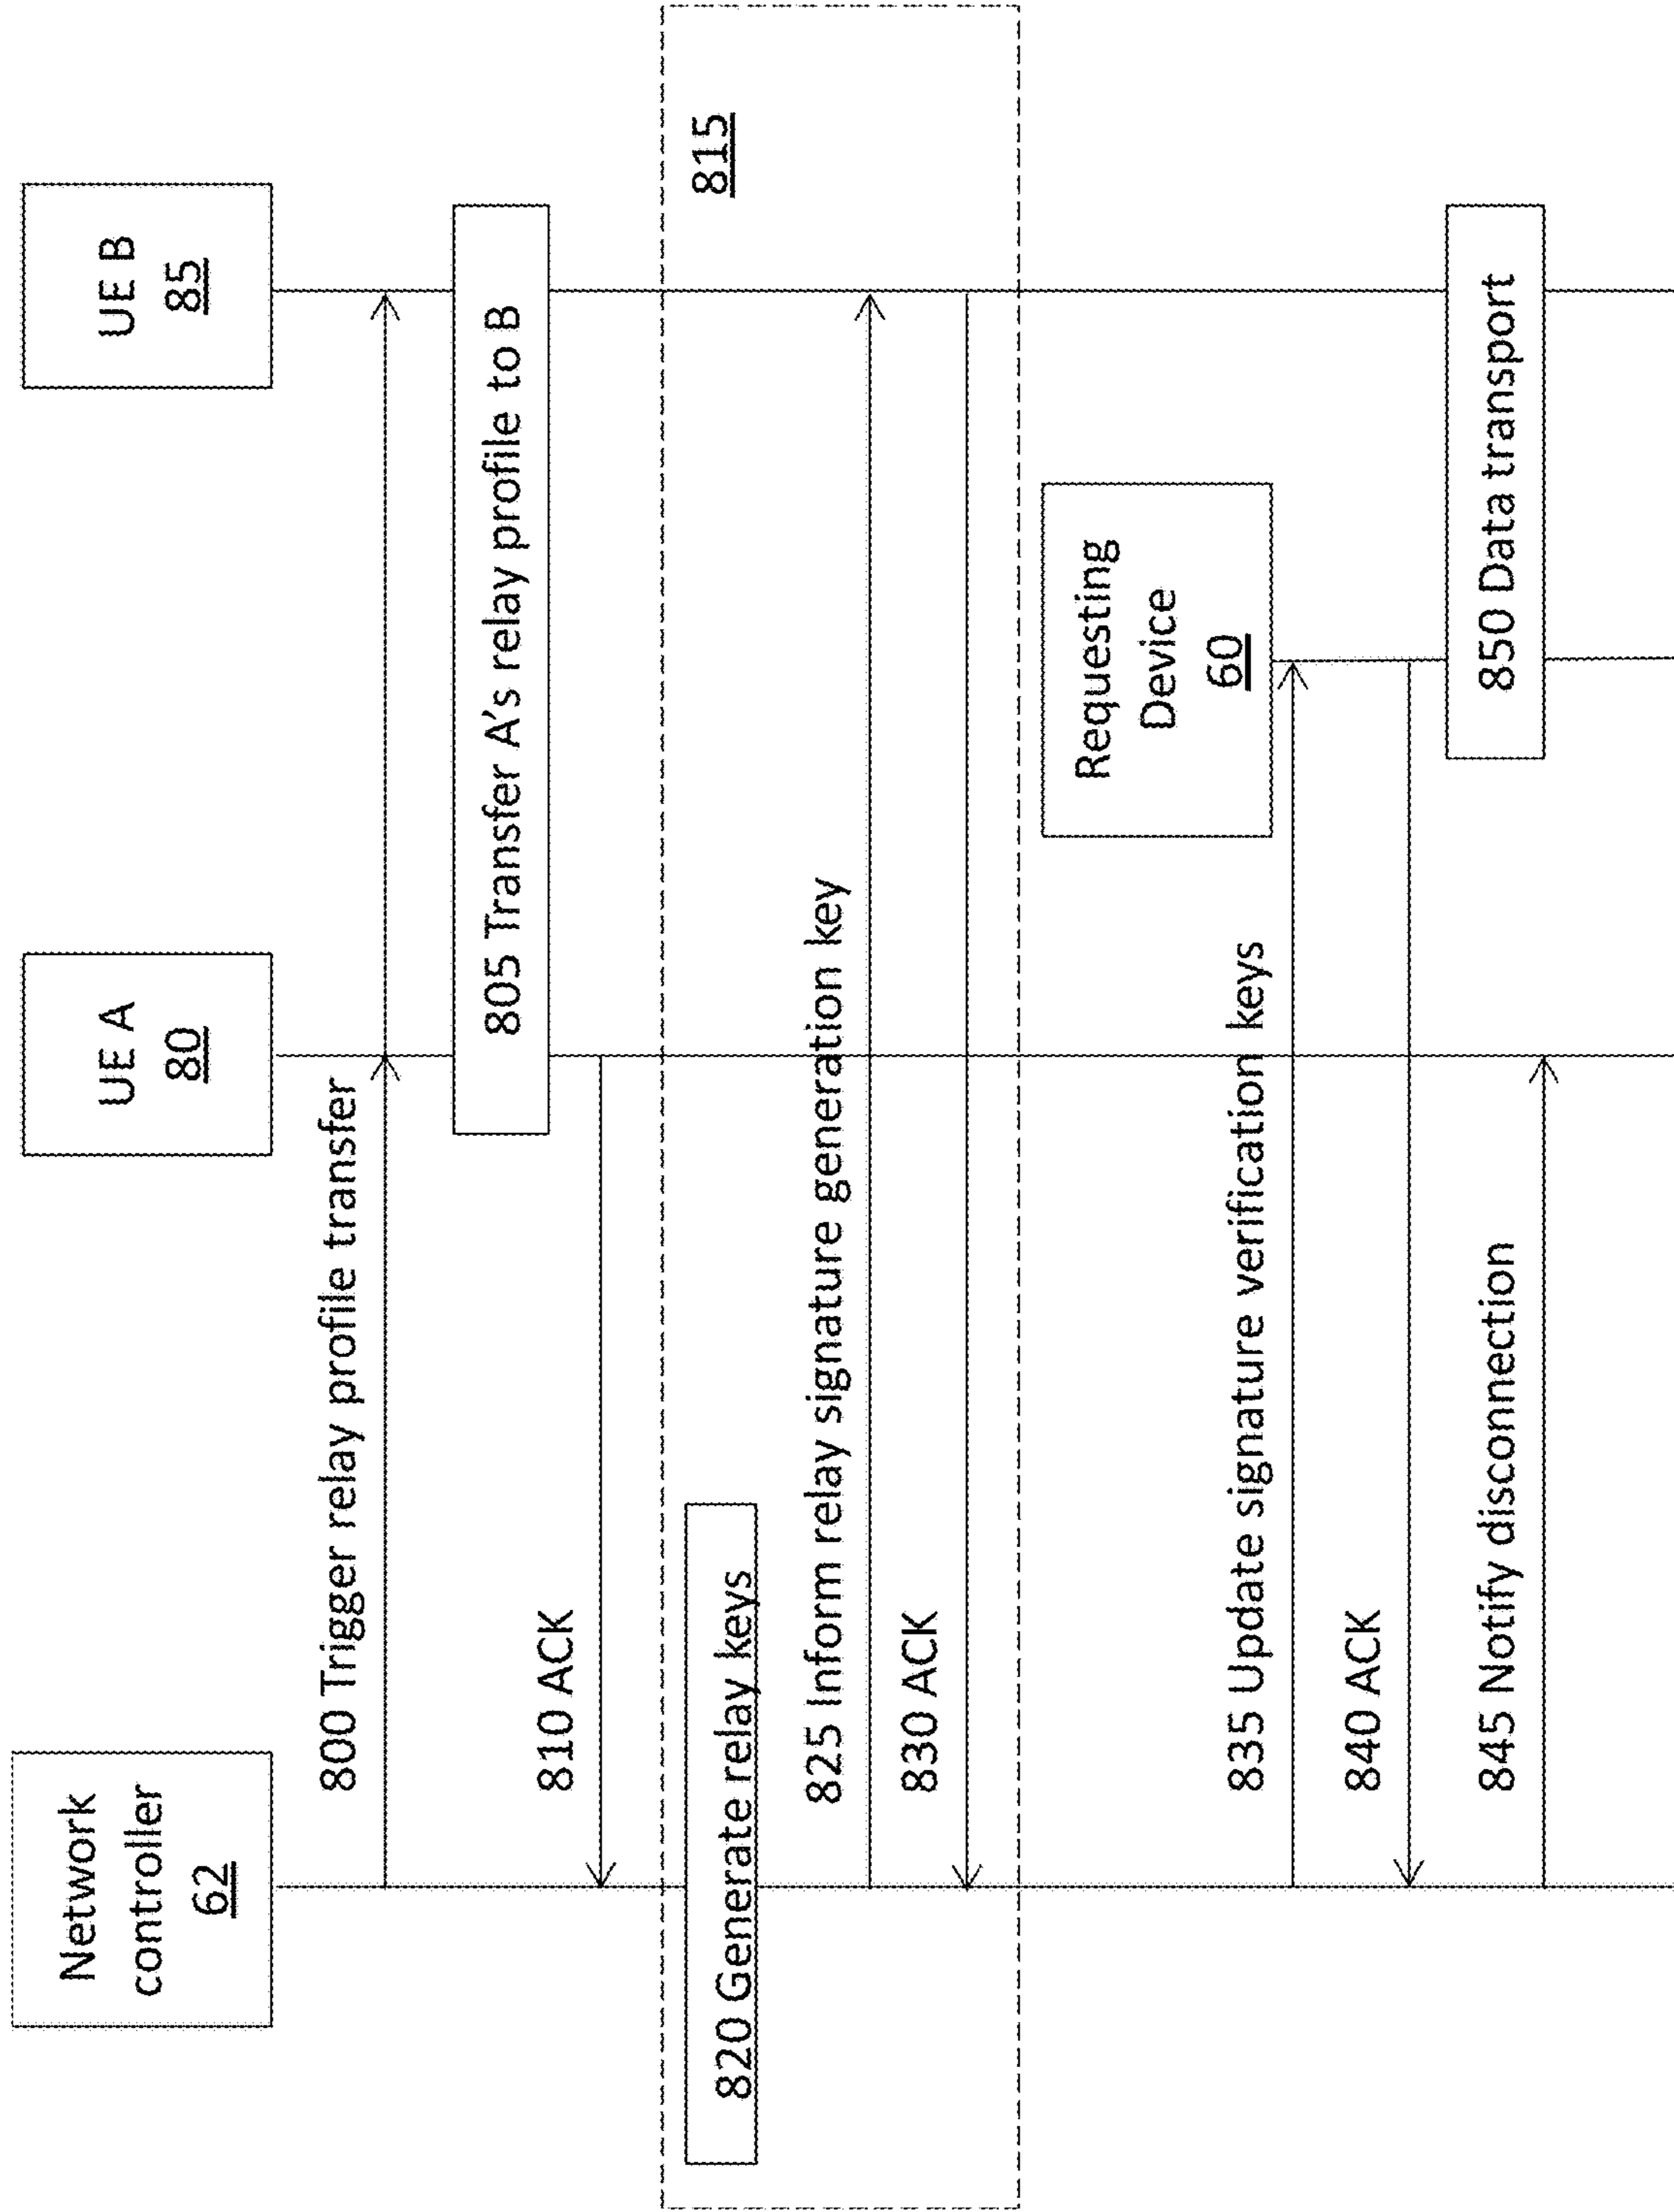 Network
controller
62
UE A
80
UE B
85
800 Trigger relay profile transfer
805 Transfer A's relay profile to B
810 ACK
815
820 Generate relay keys
825 Inform relay signature generation key
830 ACK
Requesting
Device
60
835 Update signature verification keys
840 ACK
845 Notify disconnection
850 Data transport